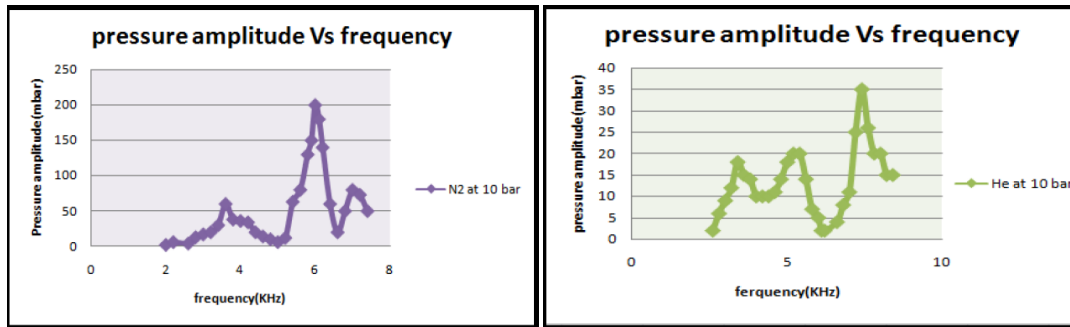 pressure amplitude Vs frequency
Pressure amplitude(mbar)
250
200
150
100
50
0
0 2 4 6 8
frequency(KHz)
N2 at 10 bar
pressure amplitude Vs frequency
pressure amplitude(mbar)
40
35
30
25
20
15
10
5
0
0 5 10
ferquency(KHz)
He at 10 bar